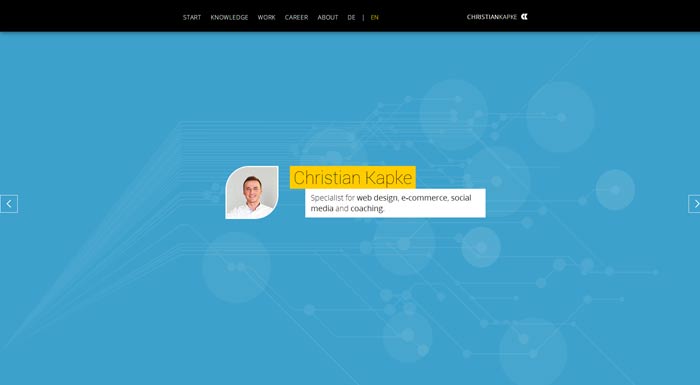 START KNOWLEDGE WORK CAREER ABOUT DE | EN
CHRISTIANKAPKE
Christian Kapke
Specialist for web design, e-commerce, social
media and coaching.